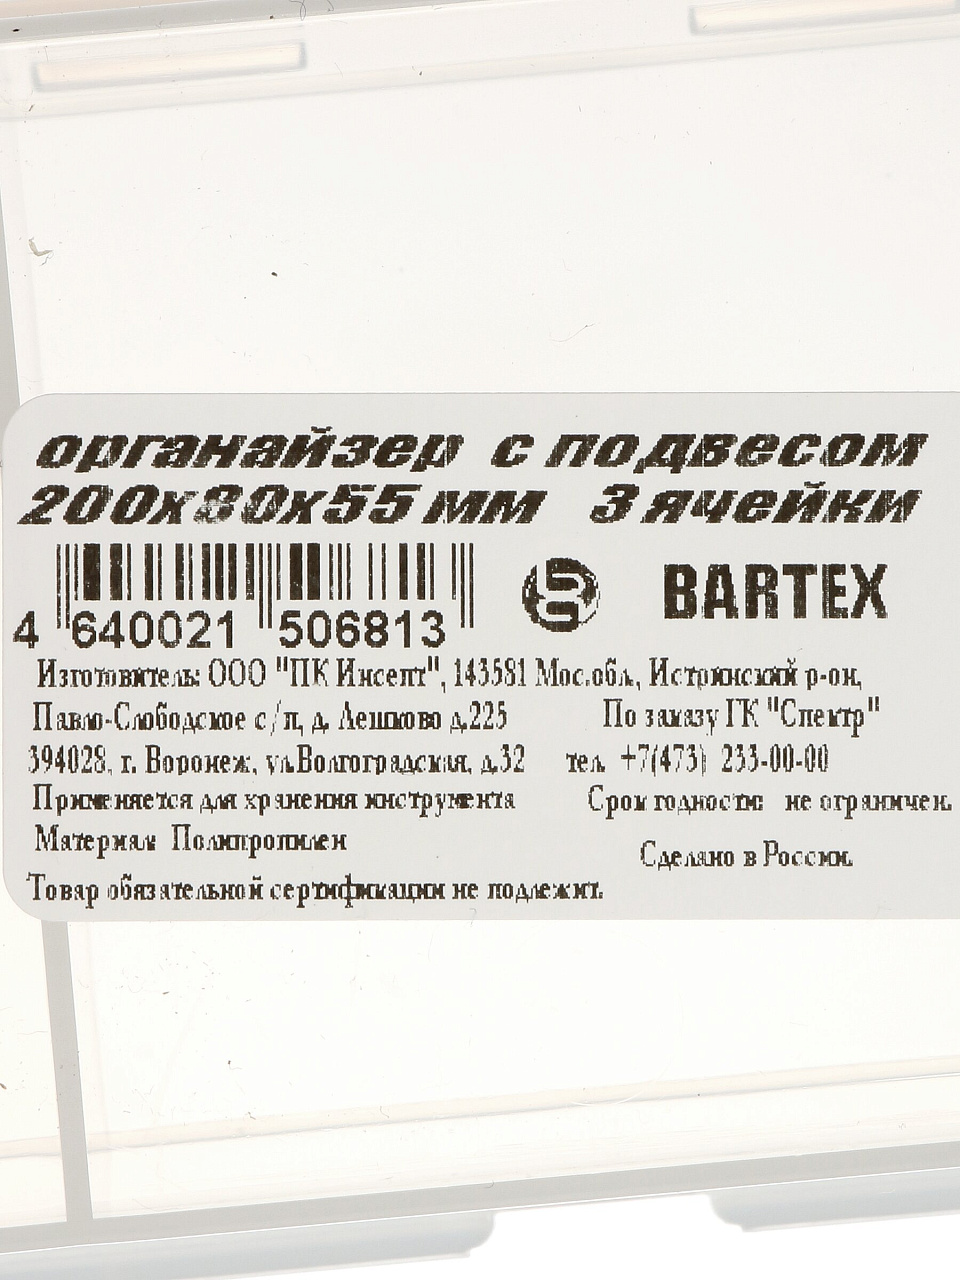 органайзер с подвесом
200х80х55мм 3 ячейки
4 640021 506813
BARTEX
Изготовитель: ООО "ПК Инсепт", 143581 Мос.обл., Истринский р-он,
Павло-Слободское с/п, д. Лешково д.225 По заказу ГК "Спектр"
394028, г. Воронеж, ул.Волгоградская, д.32 тел. +7(473) 233-00-00
Применяется для хранения инструмента Срок годности: не ограничен.
Материал Полипропилен
Сделано в России.
Товар обязательной сертификации не подлежит.